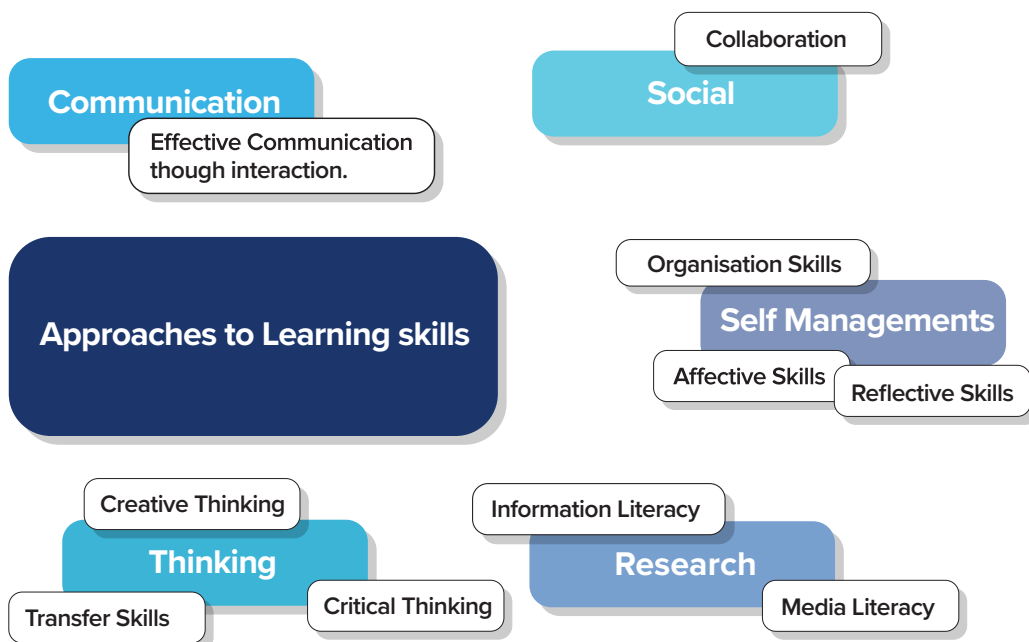 Collaboration
Communication
Social
Effective Communication
though interaction.
Organisation Skills
Approaches to Learning skills
Self Managements
Affective Skills
Reflective Skills
Creative Thinking
Information Literacy
Thinking
Research
Transfer Skills
Critical Thinking
Media Literacy